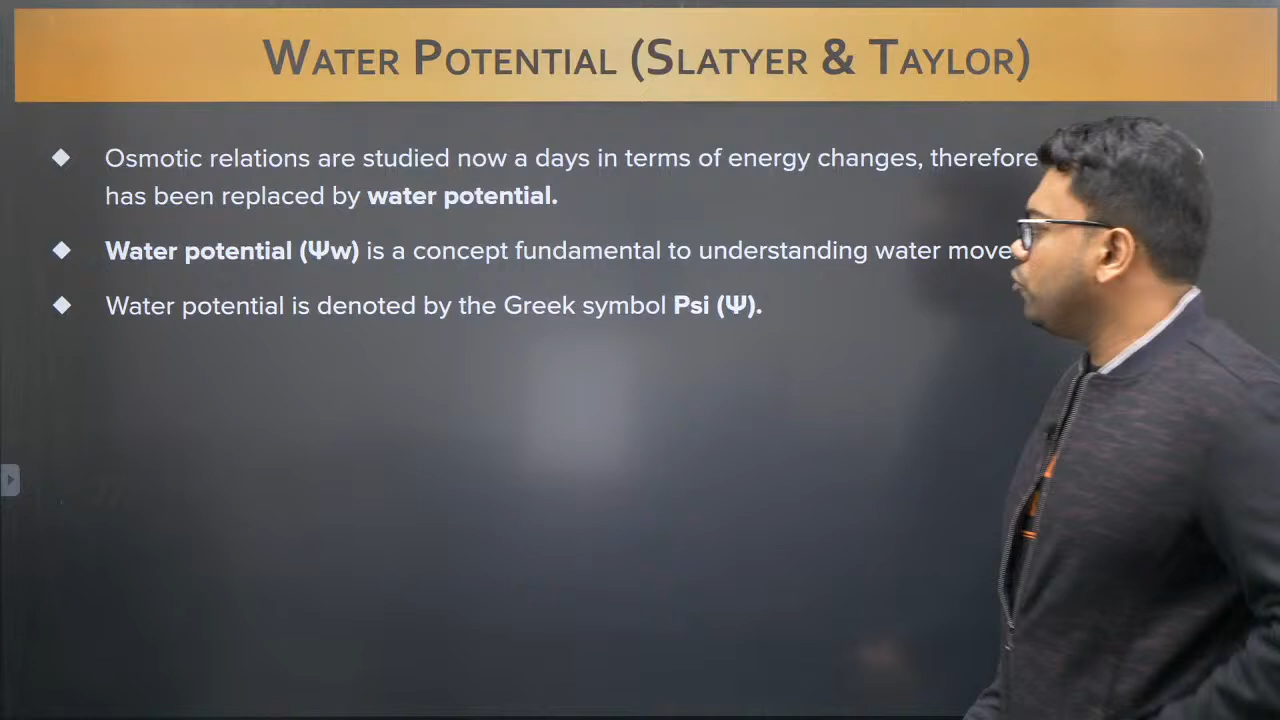 WATER POTENTIAL (SLATYER & TAYLOR)
Osmotic relations are studied now a days in terms of energy changes, therefore
has been replaced by water potential.
Water potential (Ψw) is a concept fundamental to understanding water move
Water potential is denoted by the Greek symbol Psi (Ψ).